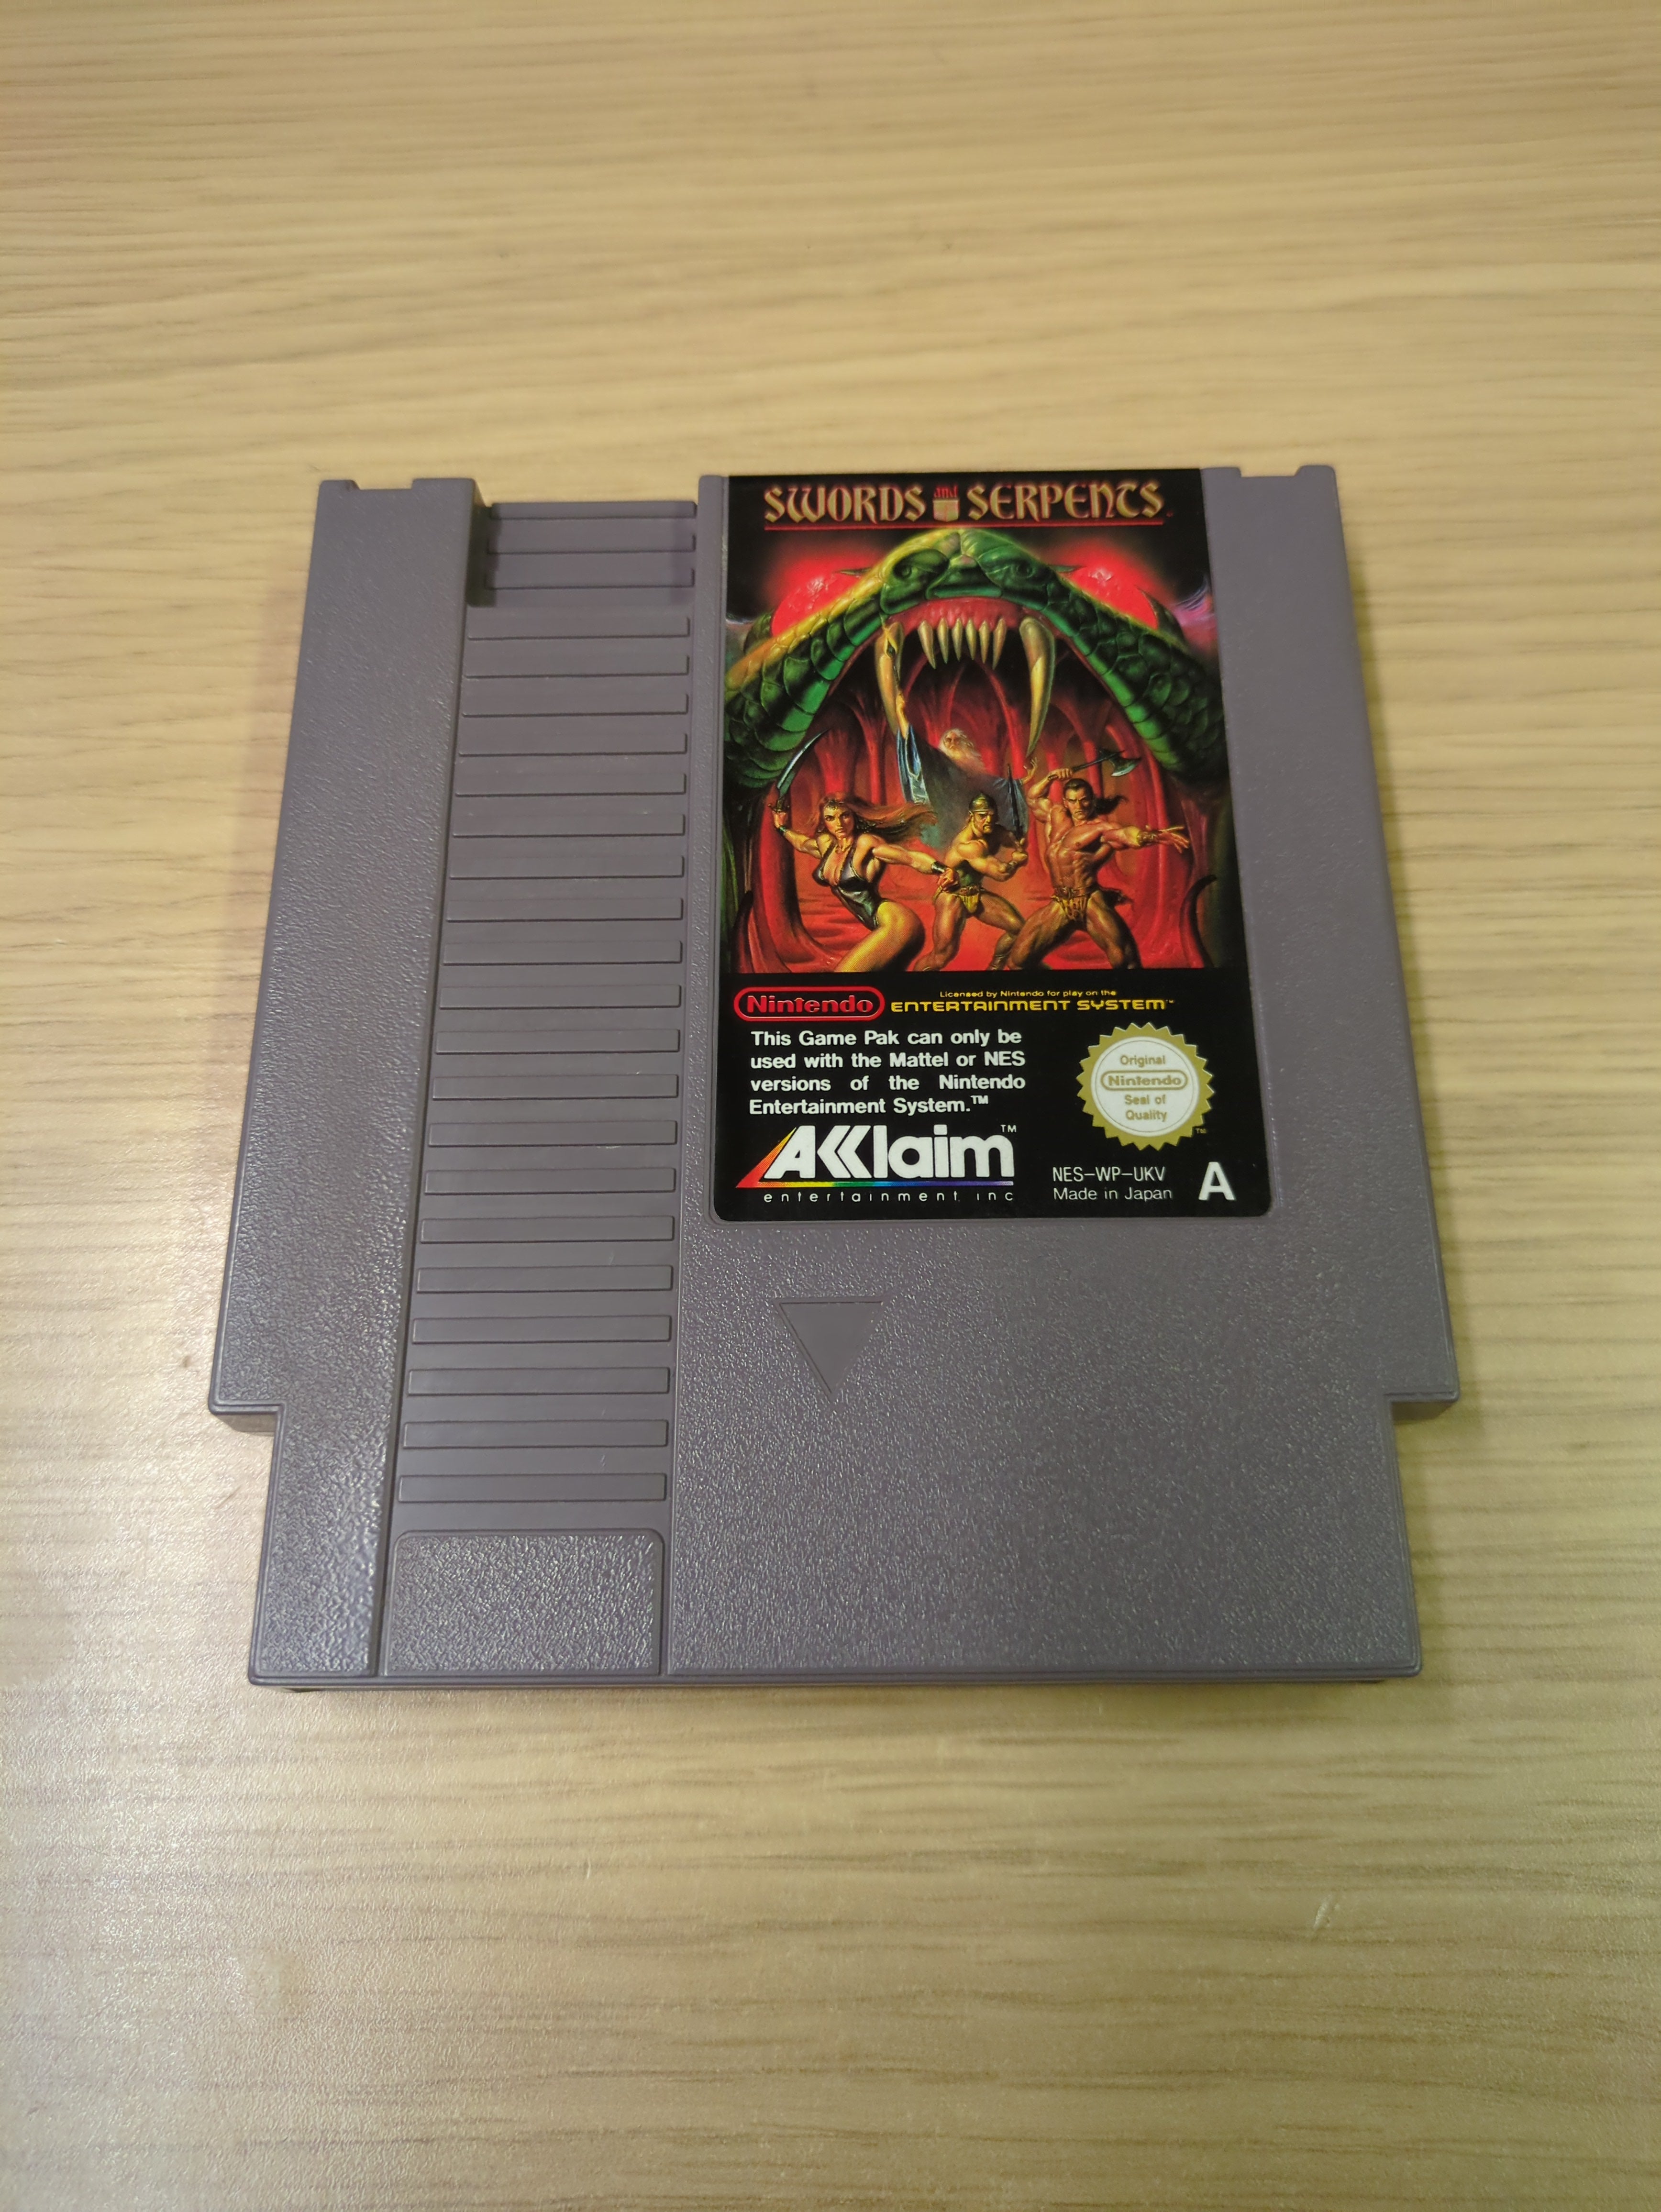 SWORDS and SERPENTS
Nintendo
Licensed by Nintendo for play on the
ENTERTAINMENT SYSTEM™
This Game Pak can only be
used with the Mattel or NES
versions of the Nintendo
Entertainment System.™
Original
Nintendo
Seal of
Quality
TM
AKKlaim™
entertainment, inc
NES-WP-UKV
Made in Japan
A